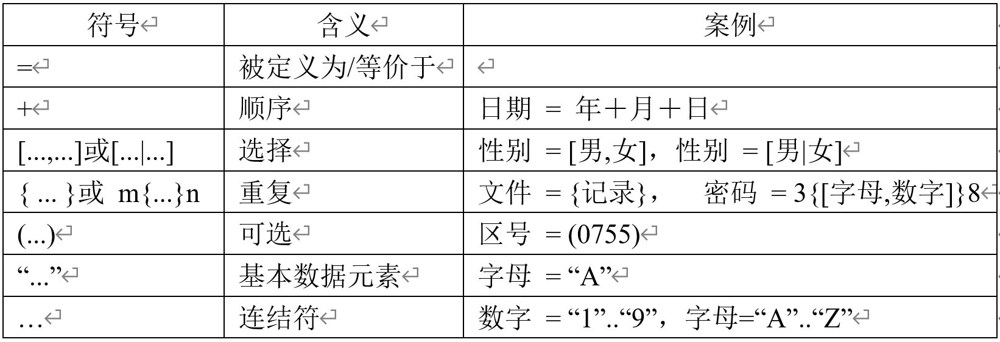 符号↵ 含义↵ 案例↵
=↵ 被定义为/等价于↵ ↵
+↵ 顺序↵ 日期 = 年＋月＋日↵
[...,...]或[...|...] 选择↵ 性别 = [男,女]，性别 = [男|女]↵
{ ... }或 m{...}n 重复↵ 文件 = {记录}， 密码 = 3{[字母,数字]}8↵
(...)↵ 可选↵ 区号 = (0755)↵
“...”↵ 基本数据元素↵ 字母 = “A”↵
…↵ 连结符↵ 数字 = “1”..“9”，字母=“A”..“Z”↵